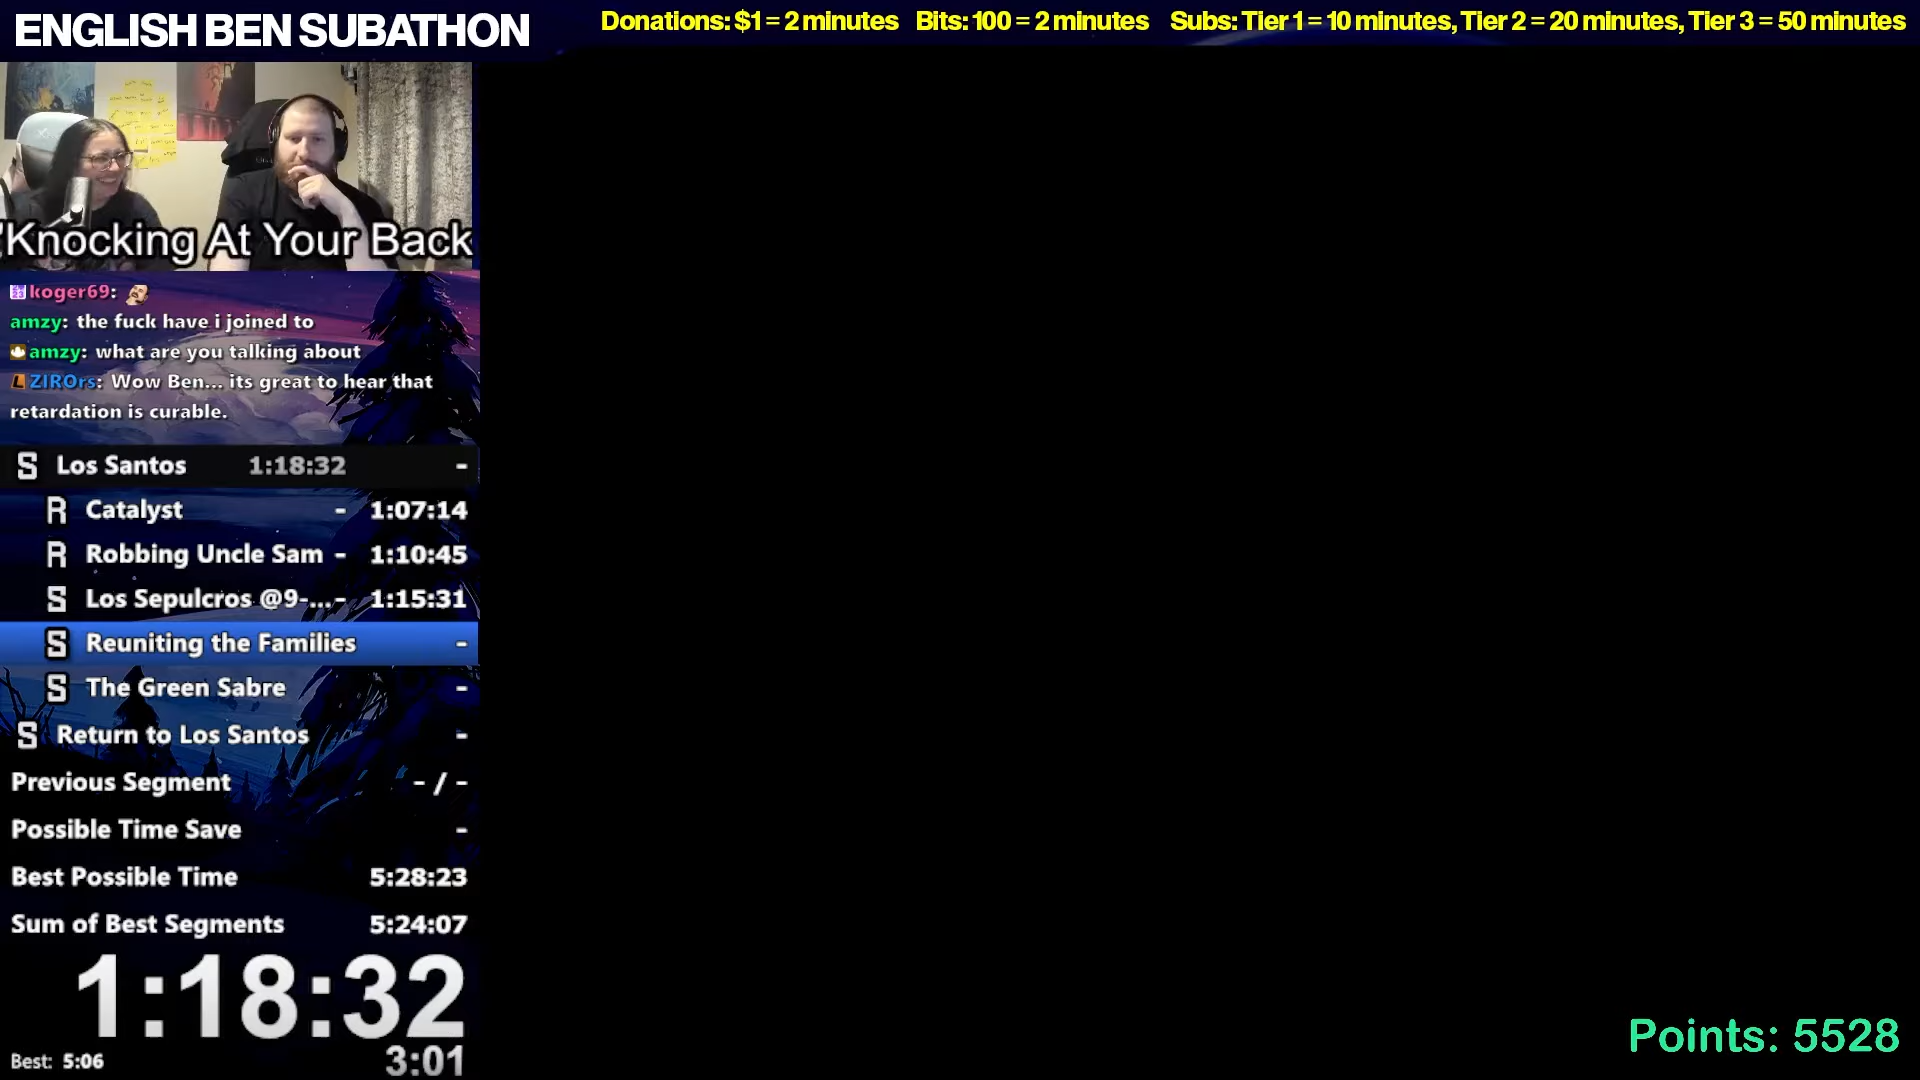 ENGLISH BEN SUBATHON
Donations: $1 = 2 minutes Bits: 100 = 2 minutes Subs: Tier 1 = 10 minutes, Tier 2 = 20 minutes, Tier 3 = 50 minutes
"Knocking At Your Back
koger69:
amzy: the fuck have i joined to
amzy: what are you talking about
ZIROrs: Wow Ben... its great to hear that
retardation is curable.
S Los Santos 1:18:32 -
R Catalyst - 1:07:14
R Robbing Uncle Sam - 1:10:45
S Los Sepulcros @9-...- 1:15:31
S Reuniting the Families -
S The Green Sabre -
S Return to Los Santos -
Previous Segment - / -
Possible Time Save -
Best Possible Time 5:28:23
Sum of Best Segments 5:24:07
1:18:32
Best: 5:06 3:01
Points: 5528